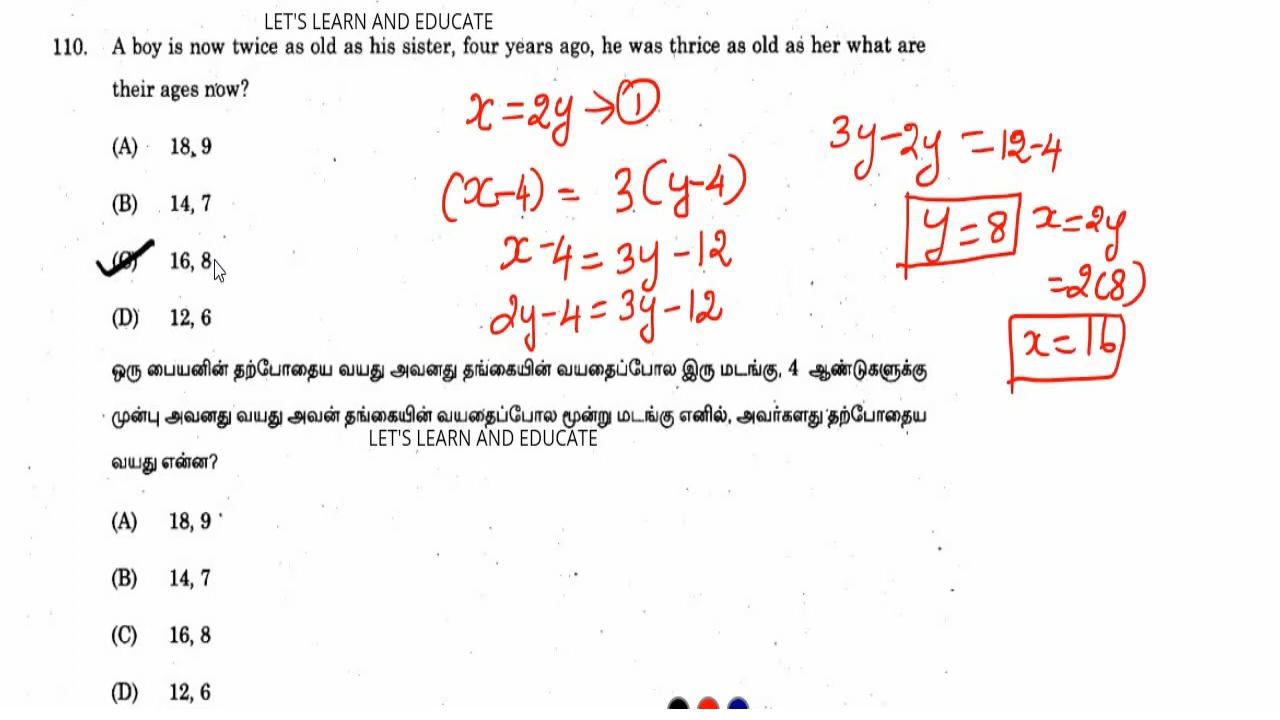 LET'S LEARN AND EDUCATE
110. A boy is now twice as old as his sister, four years ago, he was thrice as old as her what are
their ages now?
(A) 18, 9
(B) 14, 7
(C) 16, 8
(D) 12, 6
x = 2y → ①
(x-4) = 3(y-4)
x - 4 = 3y - 12
2y - 4 = 3y - 12
3y - 2y = 12 - 4
y = 8
x = 2y
= 2(8)
x = 16
ஒரு பையனின் தற்போதைய வயது அவனது தங்கையின் வயதைப்போல இரு மடங்கு, 4 ஆண்டுகளுக்கு
முன்பு அவனது வயது அவன் தங்கையின் வயதைப்போல மூன்று மடங்கு எனில், அவர்களது தற்போதைய
LET'S LEARN AND EDUCATE
வயது என்ன?
(A) 18, 9
(B) 14, 7
(C) 16, 8
(D) 12, 6